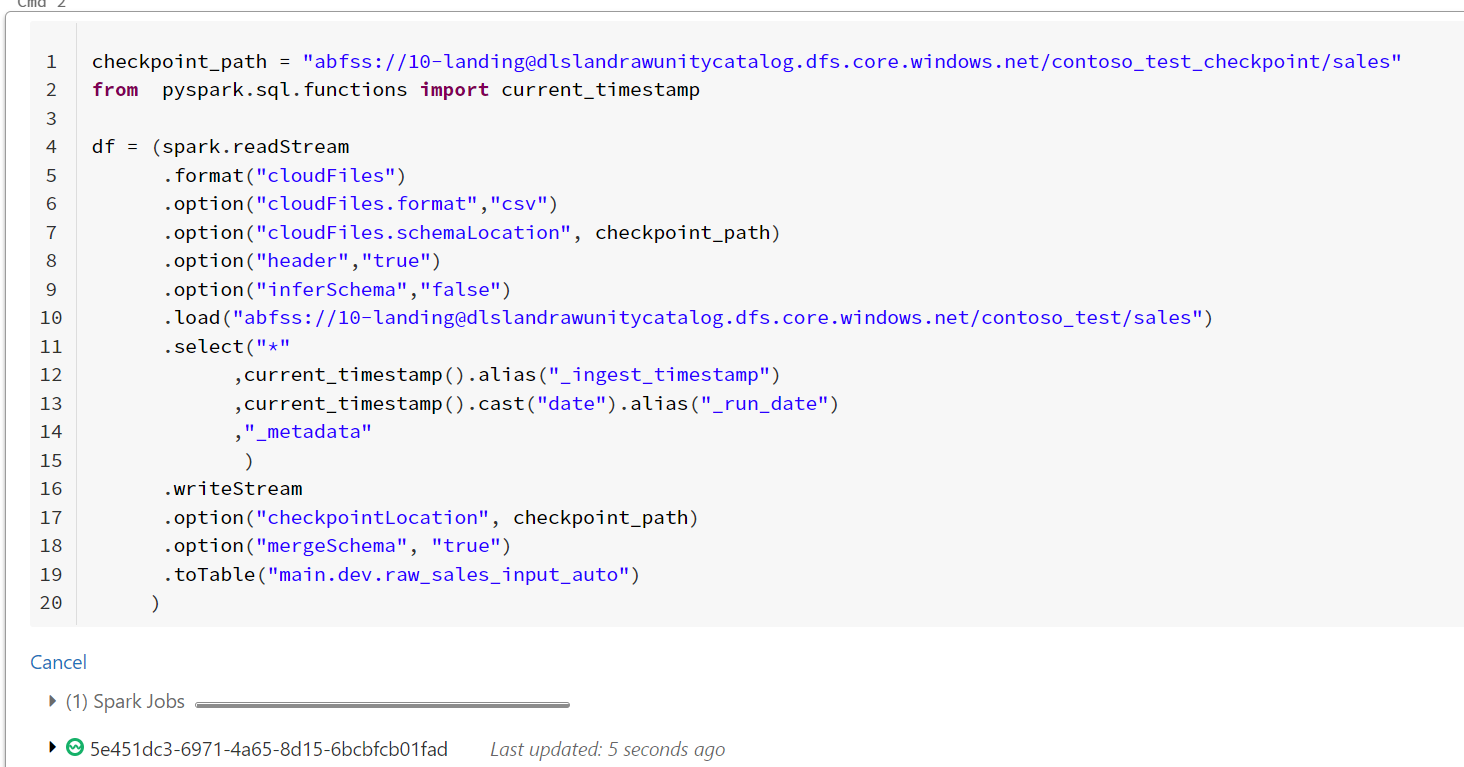 Cmd 2
1 checkpoint_path = "abfss://10-landing@dlslandrawunitycatalog.dfs.core.windows.net/contoso_test_checkpoint/sales"
2 from  pyspark.sql.functions import current_timestamp
3
4 df = (spark.readStream
5       .format("cloudFiles")
6       .option("cloudFiles.format","csv")
7       .option("cloudFiles.schemaLocation", checkpoint_path)
8       .option("header","true")
9       .option("inferSchema","false")
10       .load("abfss://10-landing@dlslandrawunitycatalog.dfs.core.windows.net/contoso_test/sales")
11       .select("*"
12             ,current_timestamp().alias("_ingest_timestamp")
13             ,current_timestamp().cast("date").alias("_run_date")
14             ,"_metadata"
15              )
16       .writeStream
17       .option("checkpointLocation", checkpoint_path)
18       .option("mergeSchema", "true")
19       .toTable("main.dev.raw_sales_input_auto")
20      )
Cancel
(1) Spark Jobs
5e451dc3-6971-4a65-8d15-6bcbfcb01fad Last updated: 5 seconds ago